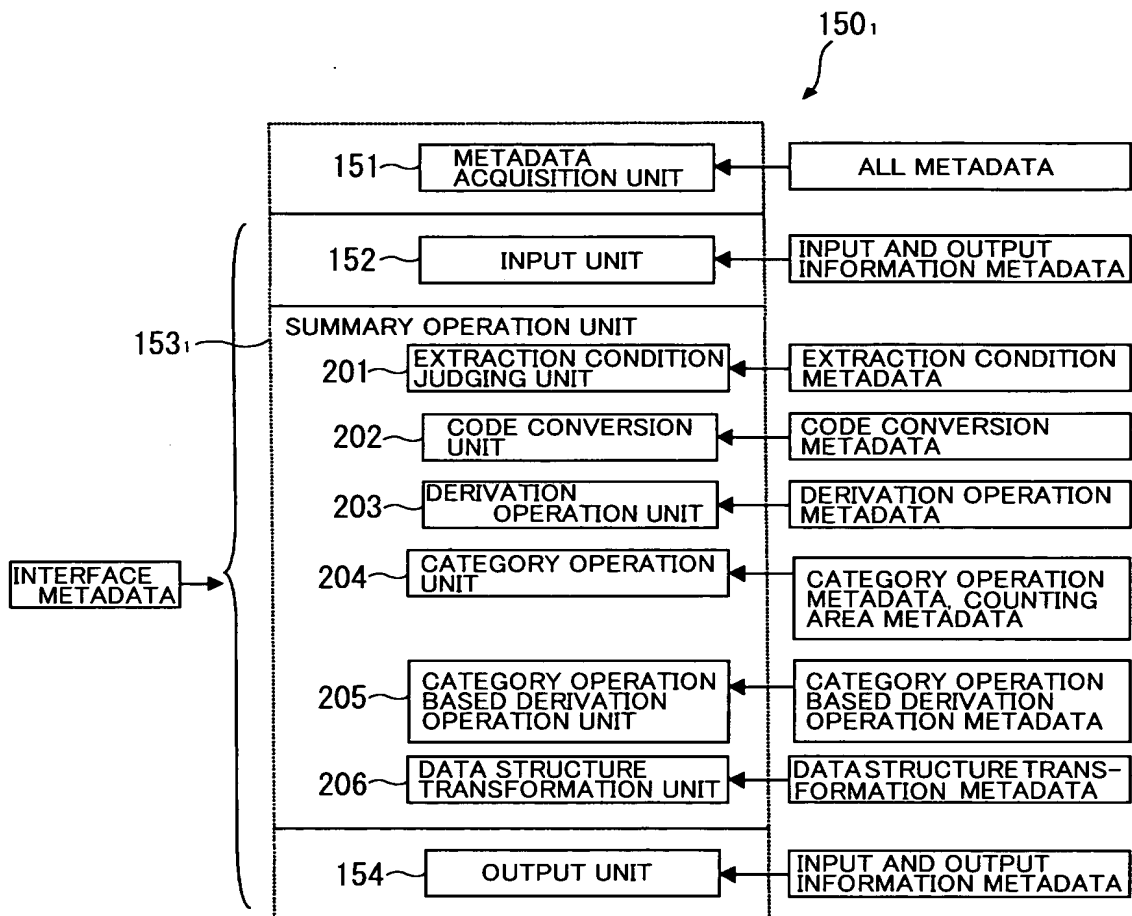 150₁
151
METADATA
ACQUISITION UNIT
ALL METADATA
152
INPUT UNIT
INPUT AND OUTPUT
INFORMATION METADATA
153₁
SUMMARY OPERATION UNIT
201
EXTRACTION CONDITION
JUDGING UNIT
EXTRACTION CONDITION
METADATA
202
CODE CONVERSION
UNIT
CODE CONVERSION
METADATA
203
DERIVATION
OPERATION UNIT
DERIVATION OPERATION
METADATA
INTERFACE
METADATA
204
CATEGORY OPERATION
UNIT
CATEGORY OPERATION
METADATA, COUNTING
AREA METADATA
205
CATEGORY OPERATION
BASED DERIVATION
OPERATION UNIT
CATEGORY OPERATION
BASED DERIVATION
OPERATION METADATA
206
DATA STRUCTURE
TRANSFORMATION UNIT
DATA STRUCTURE TRANS-
FORMATION METADATA
154
OUTPUT UNIT
INPUT AND OUTPUT
INFORMATION METADATA